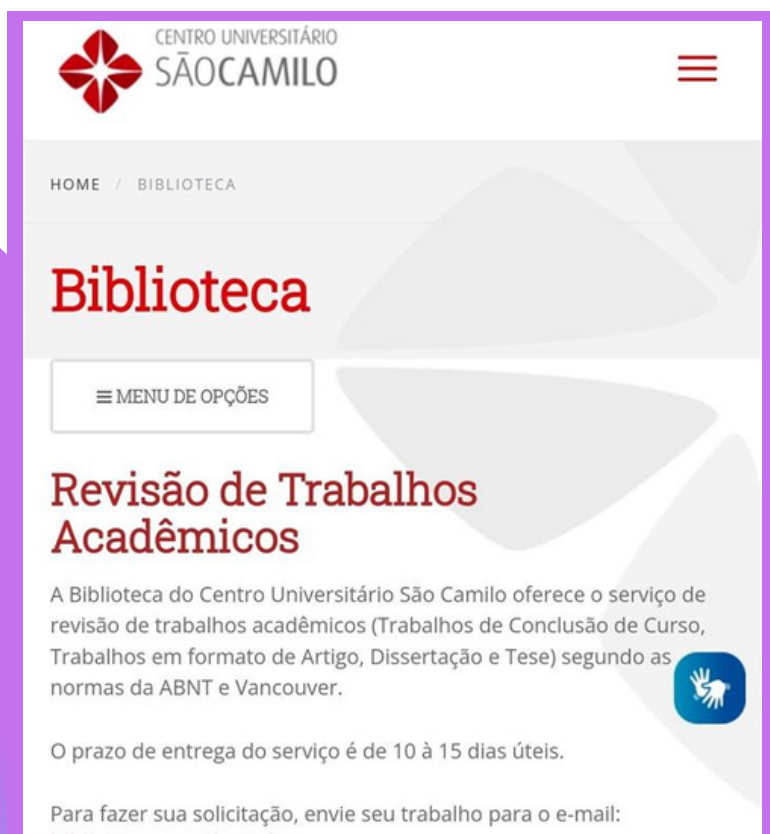 CENTRO UNIVERSITÁRIO
SÃOCAMILO
HOME / BIBLIOTECA
Biblioteca
≡ MENU DE OPÇÕES
Revisão de Trabalhos
Acadêmicos
A Biblioteca do Centro Universitário São Camilo oferece o serviço de
revisão de trabalhos acadêmicos (Trabalhos de Conclusão de Curso,
Trabalhos em formato de Artigo, Dissertação e Tese) segundo as
normas da ABNT e Vancouver.
O prazo de entrega do serviço é de 10 à 15 dias úteis.
Para fazer sua solicitação, envie seu trabalho para o e-mail: